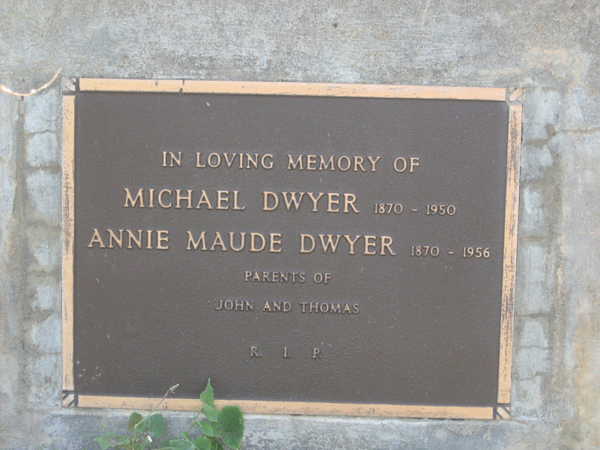 IN LOVING MEMORY OF
MICHAEL DWYER 1870 - 1950
ANNIE MAUDE DWYER 1870 - 1956
PARENTS OF
JOHN AND THOMAS
R. I. P.